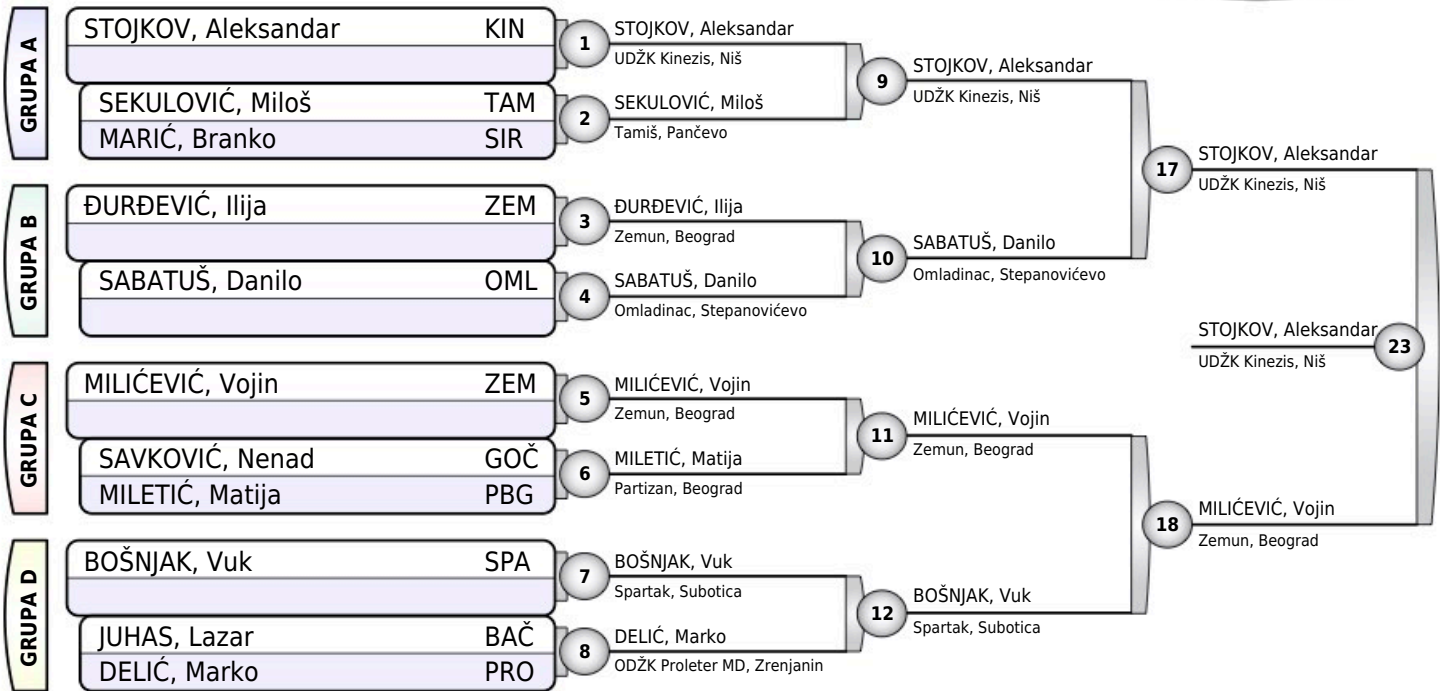 GRUPA A
STOJKOV, Aleksandar KIN
SEKULOVIĆ, Miloš TAM
MARIĆ, Branko SIR
GRUPA B
ĐURĐEVIĆ, Ilija ZEM
SABATUŠ, Danilo OML
GRUPA C
MILIĆEVIĆ, Vojin ZEM
SAVKOVIĆ, Nenad GOČ
MILETIĆ, Matija PBG
GRUPA D
BOŠNJAK, Vuk SPA
JUHAS, Lazar BAČ
DELIĆ, Marko PRO
1
STOJKOV, Aleksandar
UDŽK Kinezis, Niš
2
SEKULOVIĆ, Miloš
Tamiš, Pančevo
3
ĐURĐEVIĆ, Ilija
Zemun, Beograd
4
SABATUŠ, Danilo
Omladinac, Stepanovićevo
5
MILIĆEVIĆ, Vojin
Zemun, Beograd
6
MILETIĆ, Matija
Partizan, Beograd
7
BOŠNJAK, Vuk
Spartak, Subotica
8
DELIĆ, Marko
ODŽK Proleter MD, Zrenjanin
9
STOJKOV, Aleksandar
UDŽK Kinezis, Niš
10
SABATUŠ, Danilo
Omladinac, Stepanovićevo
11
MILIĆEVIĆ, Vojin
Zemun, Beograd
12
BOŠNJAK, Vuk
Spartak, Subotica
17
STOJKOV, Aleksandar
UDŽK Kinezis, Niš
18
MILIĆEVIĆ, Vojin
Zemun, Beograd
STOJKOV, Aleksandar
UDŽK Kinezis, Niš
23